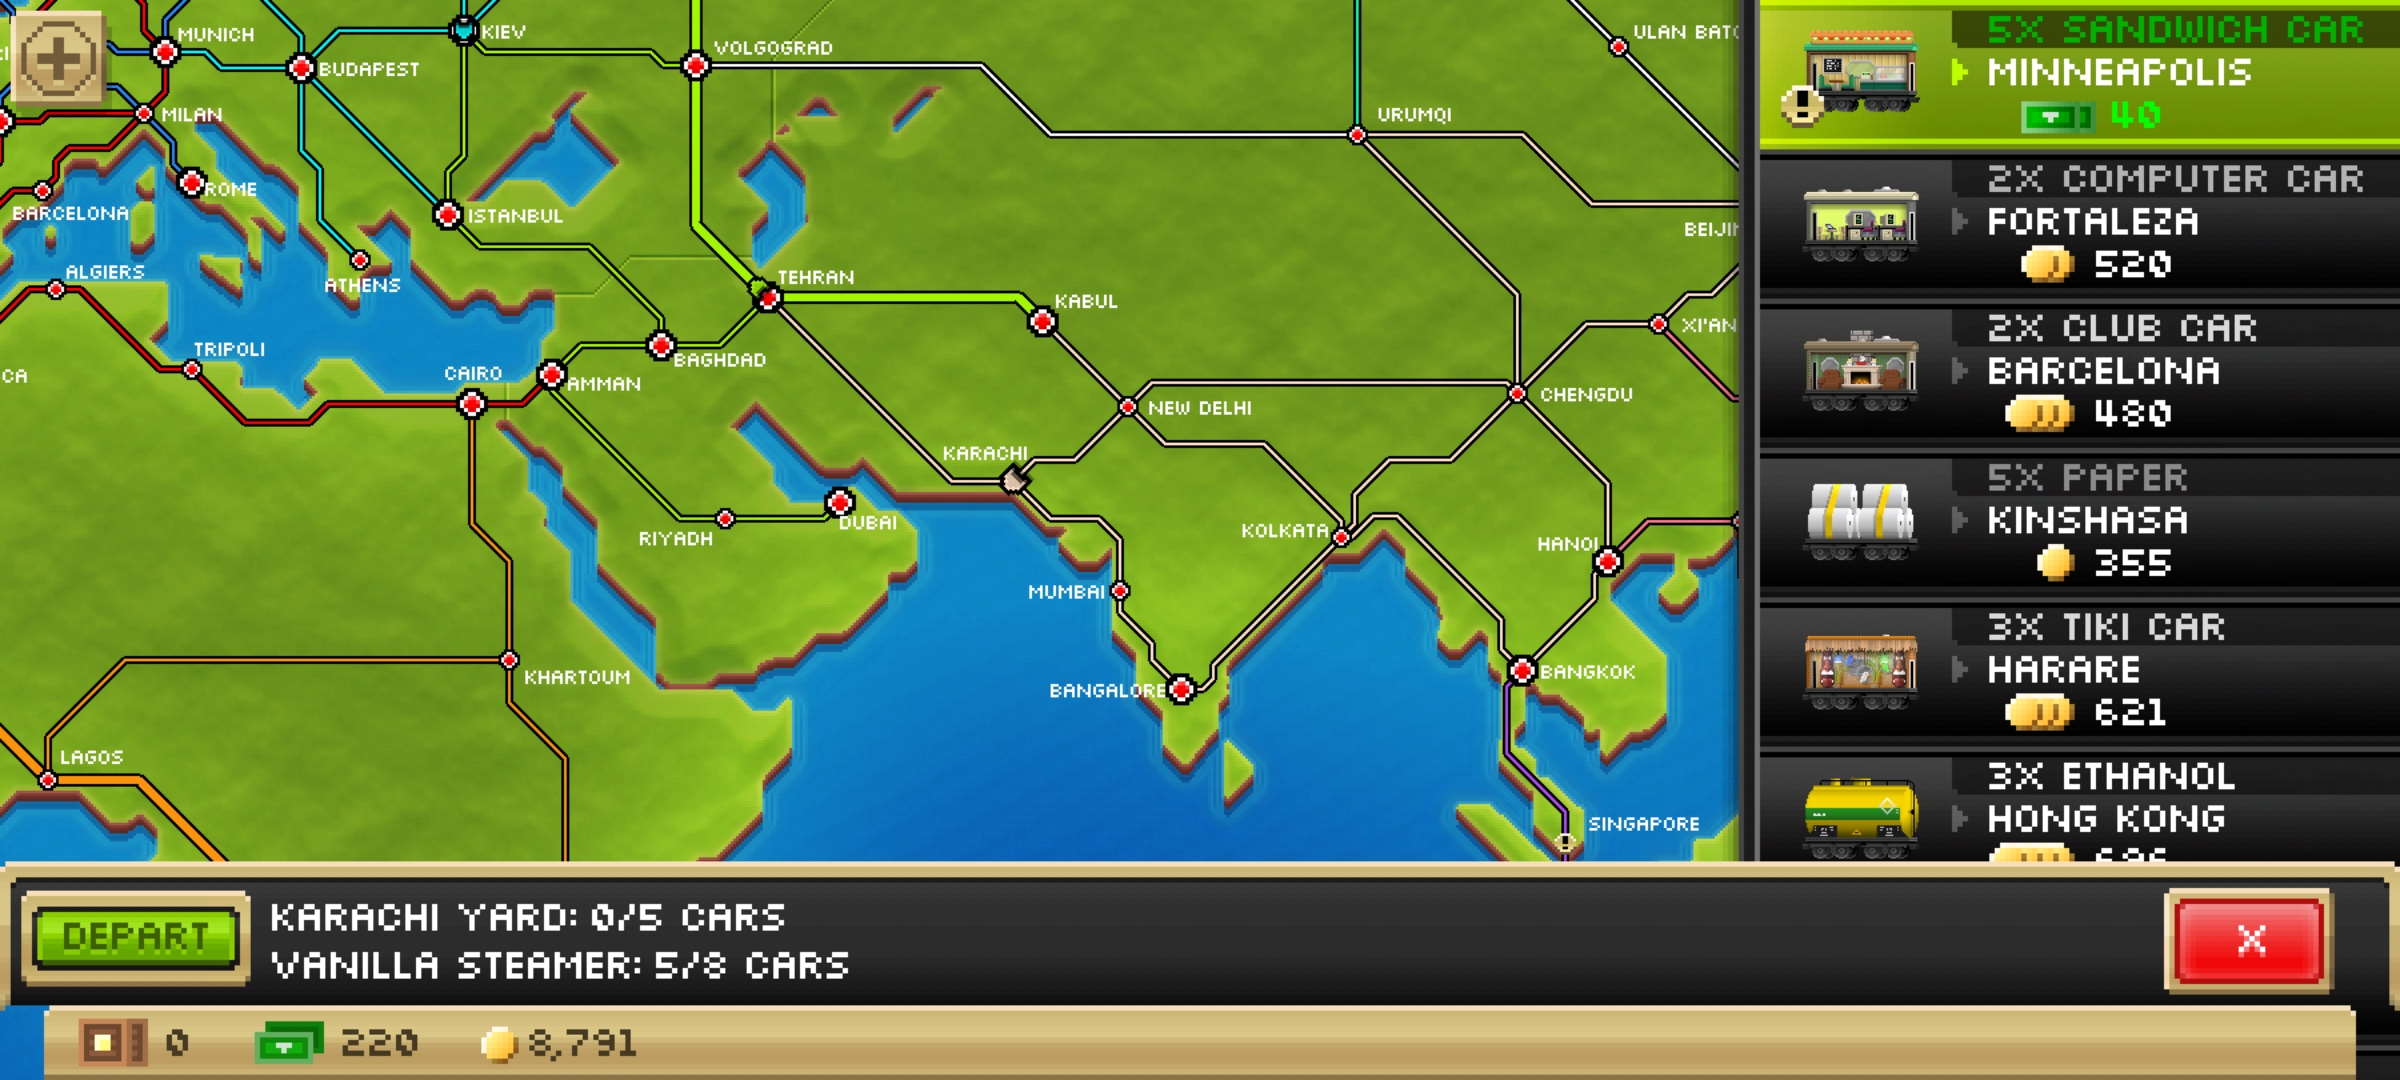 MUNICH
KIEV
BUDAPEST
VOLGOGRAD
MILAN
ULAN BATO
URUMQI
ROME
BARCELONA
ISTANBUL
BEIJIN
ALGIERS
ATHENS
TEHRAN
KABUL
XI'AN
TRIPOLI
BAGHDAD
CA
CAIRO
AMMAN
CHENGDU
NEW DELHI
KARACHI
DUBAI
RIYADH
KOLKATA
HANOI
MUMBAI
KHARTOUM
BANGALORE
BANGKOK
LAGOS
SINGAPORE
5X SANDWICH CAR
MINNEAPOLIS
40
2X COMPUTER CAR
FORTALEZA
520
2X CLUB CAR
BARCELONA
480
5X PAPER
KINSHASA
355
3X TIKI CAR
HARARE
621
3X ETHANOL
HONG KONG
DEPART
KARACHI YARD: 0/5 CARS
VANILLA STEAMER: 5/8 CARS
X
0
220
8,791